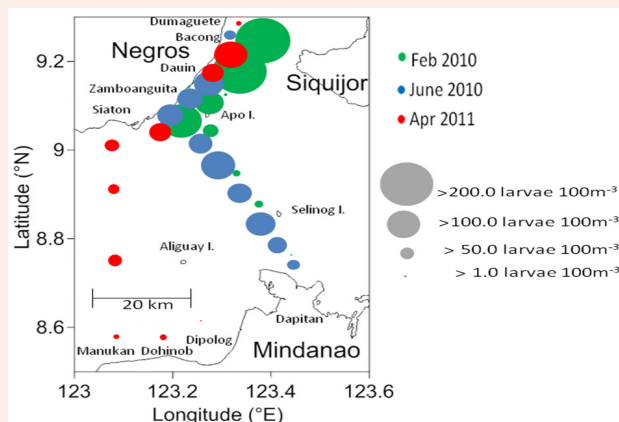 Dumaguete
Bacong
Negros
Dauin
Siquijor
Zamboanguita
Siaton
Apo I.
Selinog I.
Aliguay I.
20 km
Dapitan
Dipolog
Manukan Dohinob
Mindanao
9.2
9
8.8
8.6
Latitude (°N)
123 123.2 123.4 123.6
Longitude (°E)
Feb 2010
June 2010
Apr 2011
>200.0 larvae 100m⁻³
>100.0 larvae 100m⁻³
> 50.0 larvae 100m⁻³
> 1.0 larvae 100m⁻³